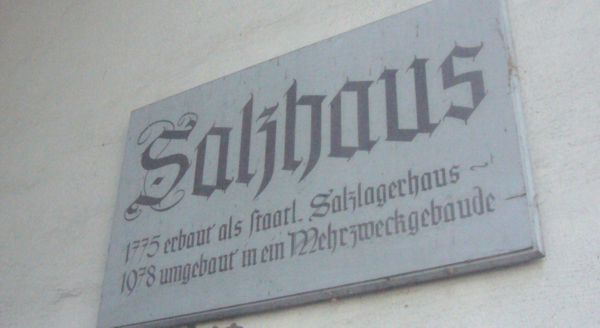 Salzhaus
1775 erbaut als staatl. Salzlagerhaus ~
1978 umgebaut in ein Mehrzweckgebäude